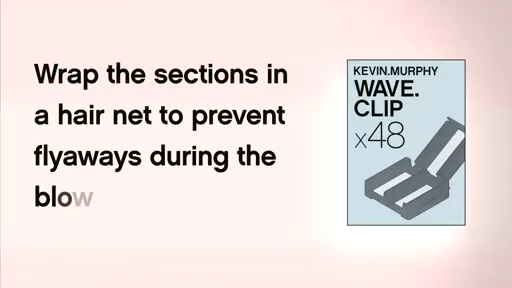 Wrap the sections in
a hair net to prevent
flyaways during the
blow
KEVIN.MURPHY
WAVE.
CLIP
x48